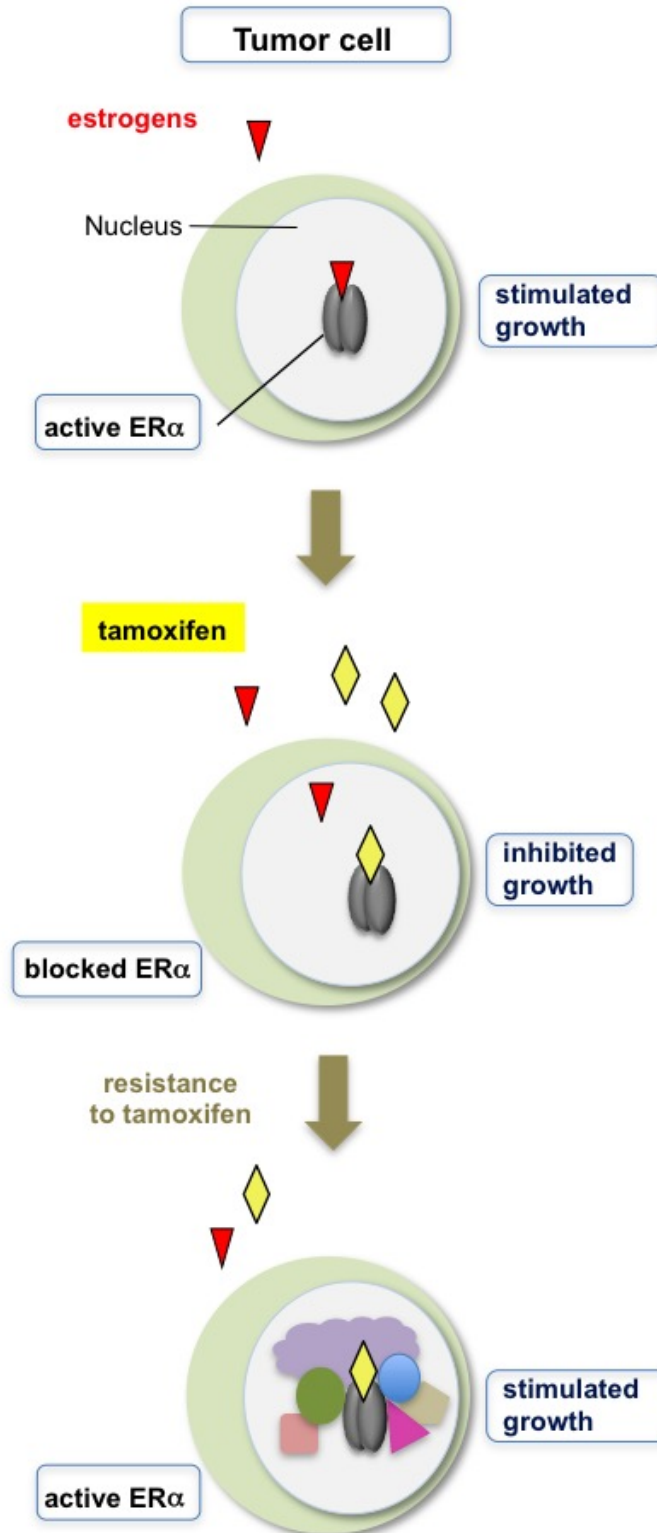 Tumor cell
estrogens
Nucleus
stimulated
growth
active ERα
tamoxifen
inhibited
growth
blocked ERα
resistance
to tamoxifen
stimulated
growth
active ERα